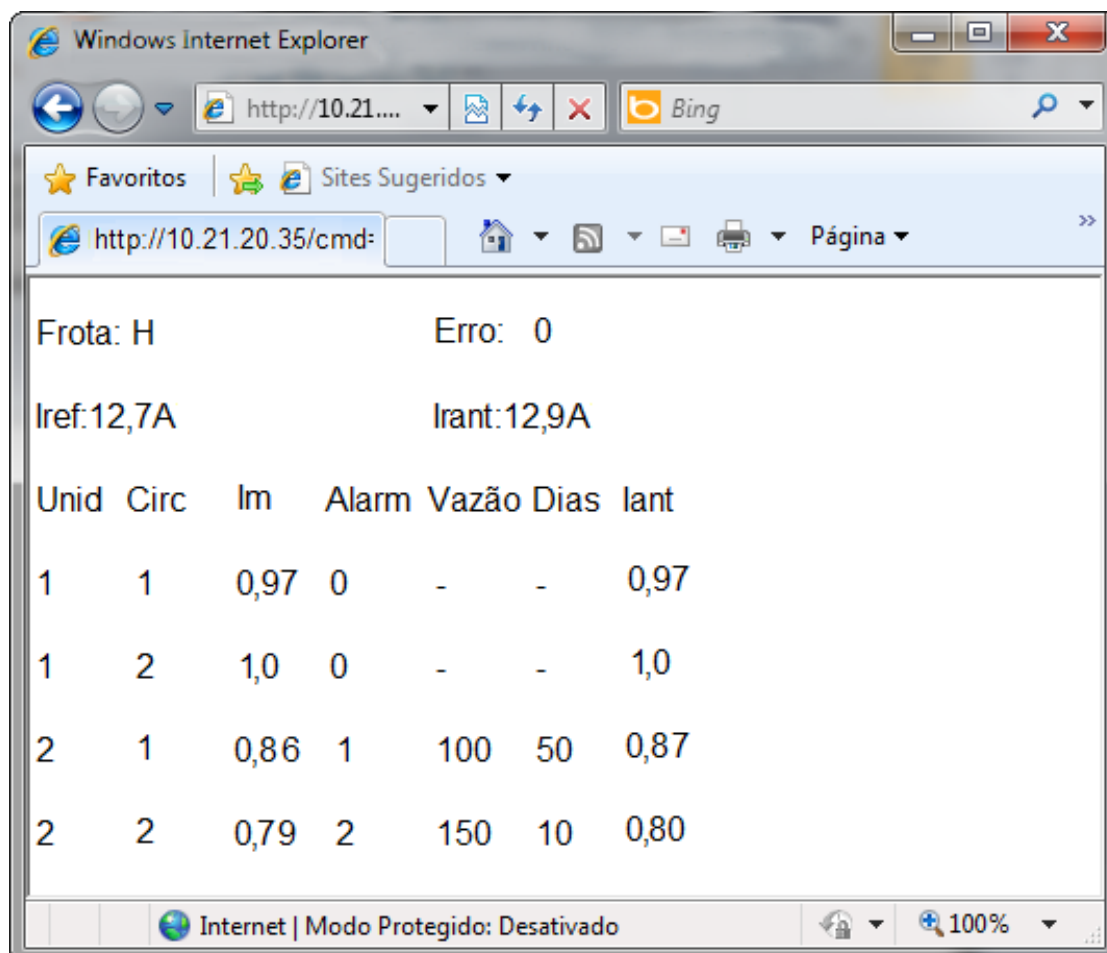 Windows Internet Explorer
http://10.21.... Bing
Favoritos Sites Sugeridos
http://10.21.20.35/cmd= Página »
Frota: H Erro: 0
Iref:12,7A Irant:12,9A
Unid Circ Im Alarm Vazão Dias Iant
1 1 0,97 0 - - 0,97
1 2 1,0 0 - - 1,0
2 1 0,86 1 100 50 0,87
2 2 0,79 2 150 10 0,80
Internet | Modo Protegido: Desativado 100%